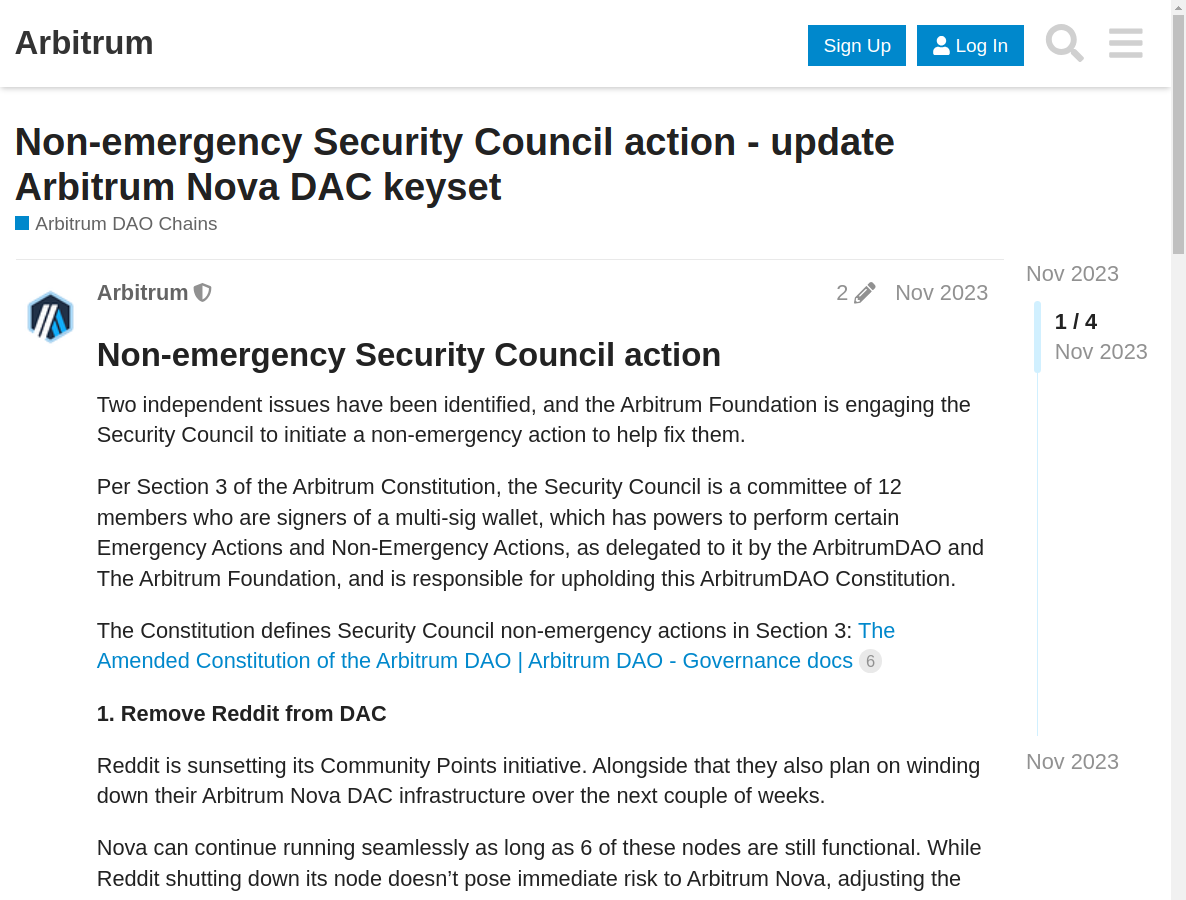 Arbitrum
Sign Up
Log In
Non-emergency Security Council action - update
Arbitrum Nova DAC keyset
Arbitrum DAO Chains
Arbitrum
2
Nov 2023
Nov 2023
1 / 4
Nov 2023
Non-emergency Security Council action
Two independent issues have been identified, and the Arbitrum Foundation is engaging the
Security Council to initiate a non-emergency action to help fix them.
Per Section 3 of the Arbitrum Constitution, the Security Council is a committee of 12
members who are signers of a multi-sig wallet, which has powers to perform certain
Emergency Actions and Non-Emergency Actions, as delegated to it by the ArbitrumDAO and
The Arbitrum Foundation, and is responsible for upholding this ArbitrumDAO Constitution.
The Constitution defines Security Council non-emergency actions in Section 3: The
Amended Constitution of the Arbitrum DAO | Arbitrum DAO - Governance docs 6
1. Remove Reddit from DAC
Reddit is sunsetting its Community Points initiative. Alongside that they also plan on winding
down their Arbitrum Nova DAC infrastructure over the next couple of weeks.
Nov 2023
Nova can continue running seamlessly as long as 6 of these nodes are still functional. While
Reddit shutting down its node doesn’t pose immediate risk to Arbitrum Nova, adjusting the